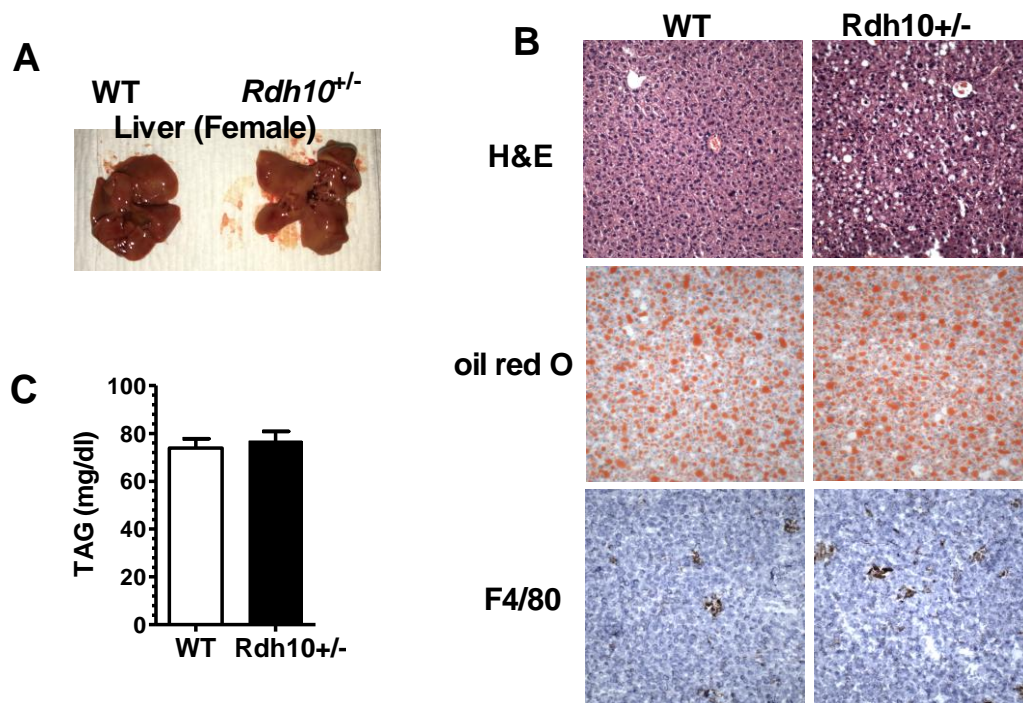 A
WT Rdh10+/-
Liver (Female)
B
WT Rdh10+/-
H&E
oil red O
F4/80
C
TAG (mg/dl)
100
80
60
40
20
0
WT Rdh10+/-